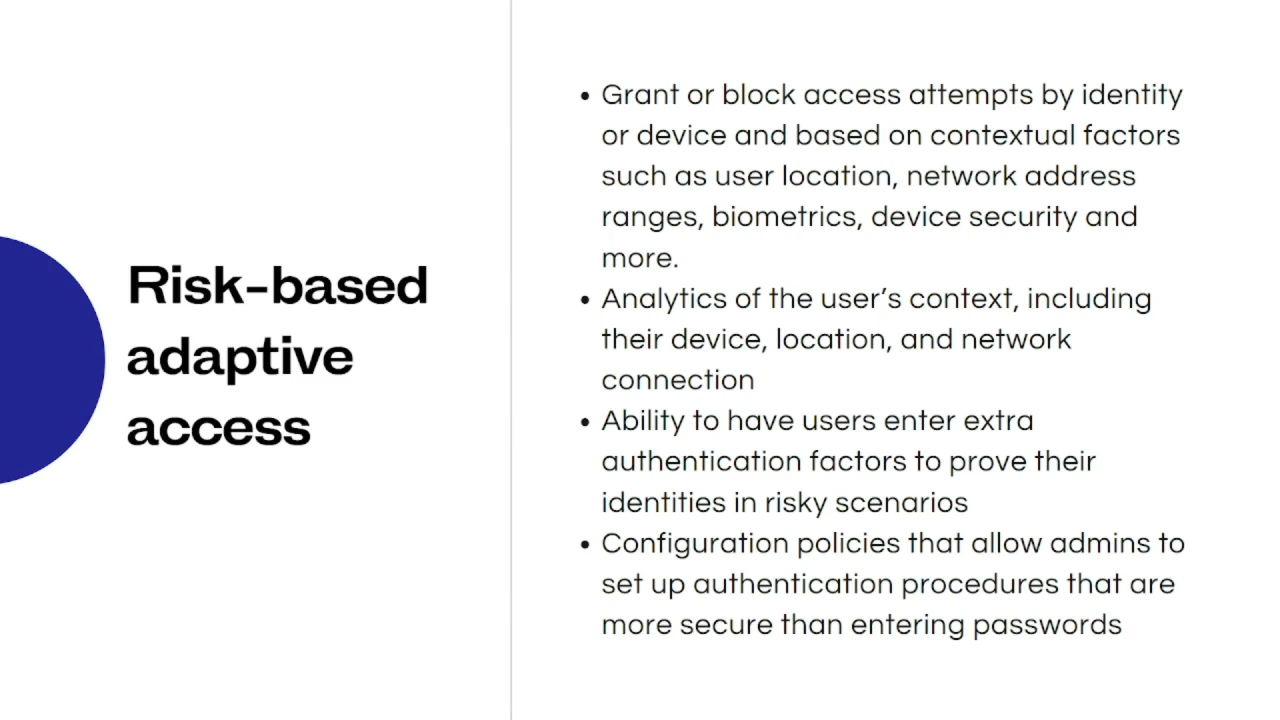 Risk-based
adaptive
access
• Grant or block access attempts by identity
or device and based on contextual factors
such as user location, network address
ranges, biometrics, device security and
more.
• Analytics of the user’s context, including
their device, location, and network
connection
• Ability to have users enter extra
authentication factors to prove their
identities in risky scenarios
• Configuration policies that allow admins to
set up authentication procedures that are
more secure than entering passwords